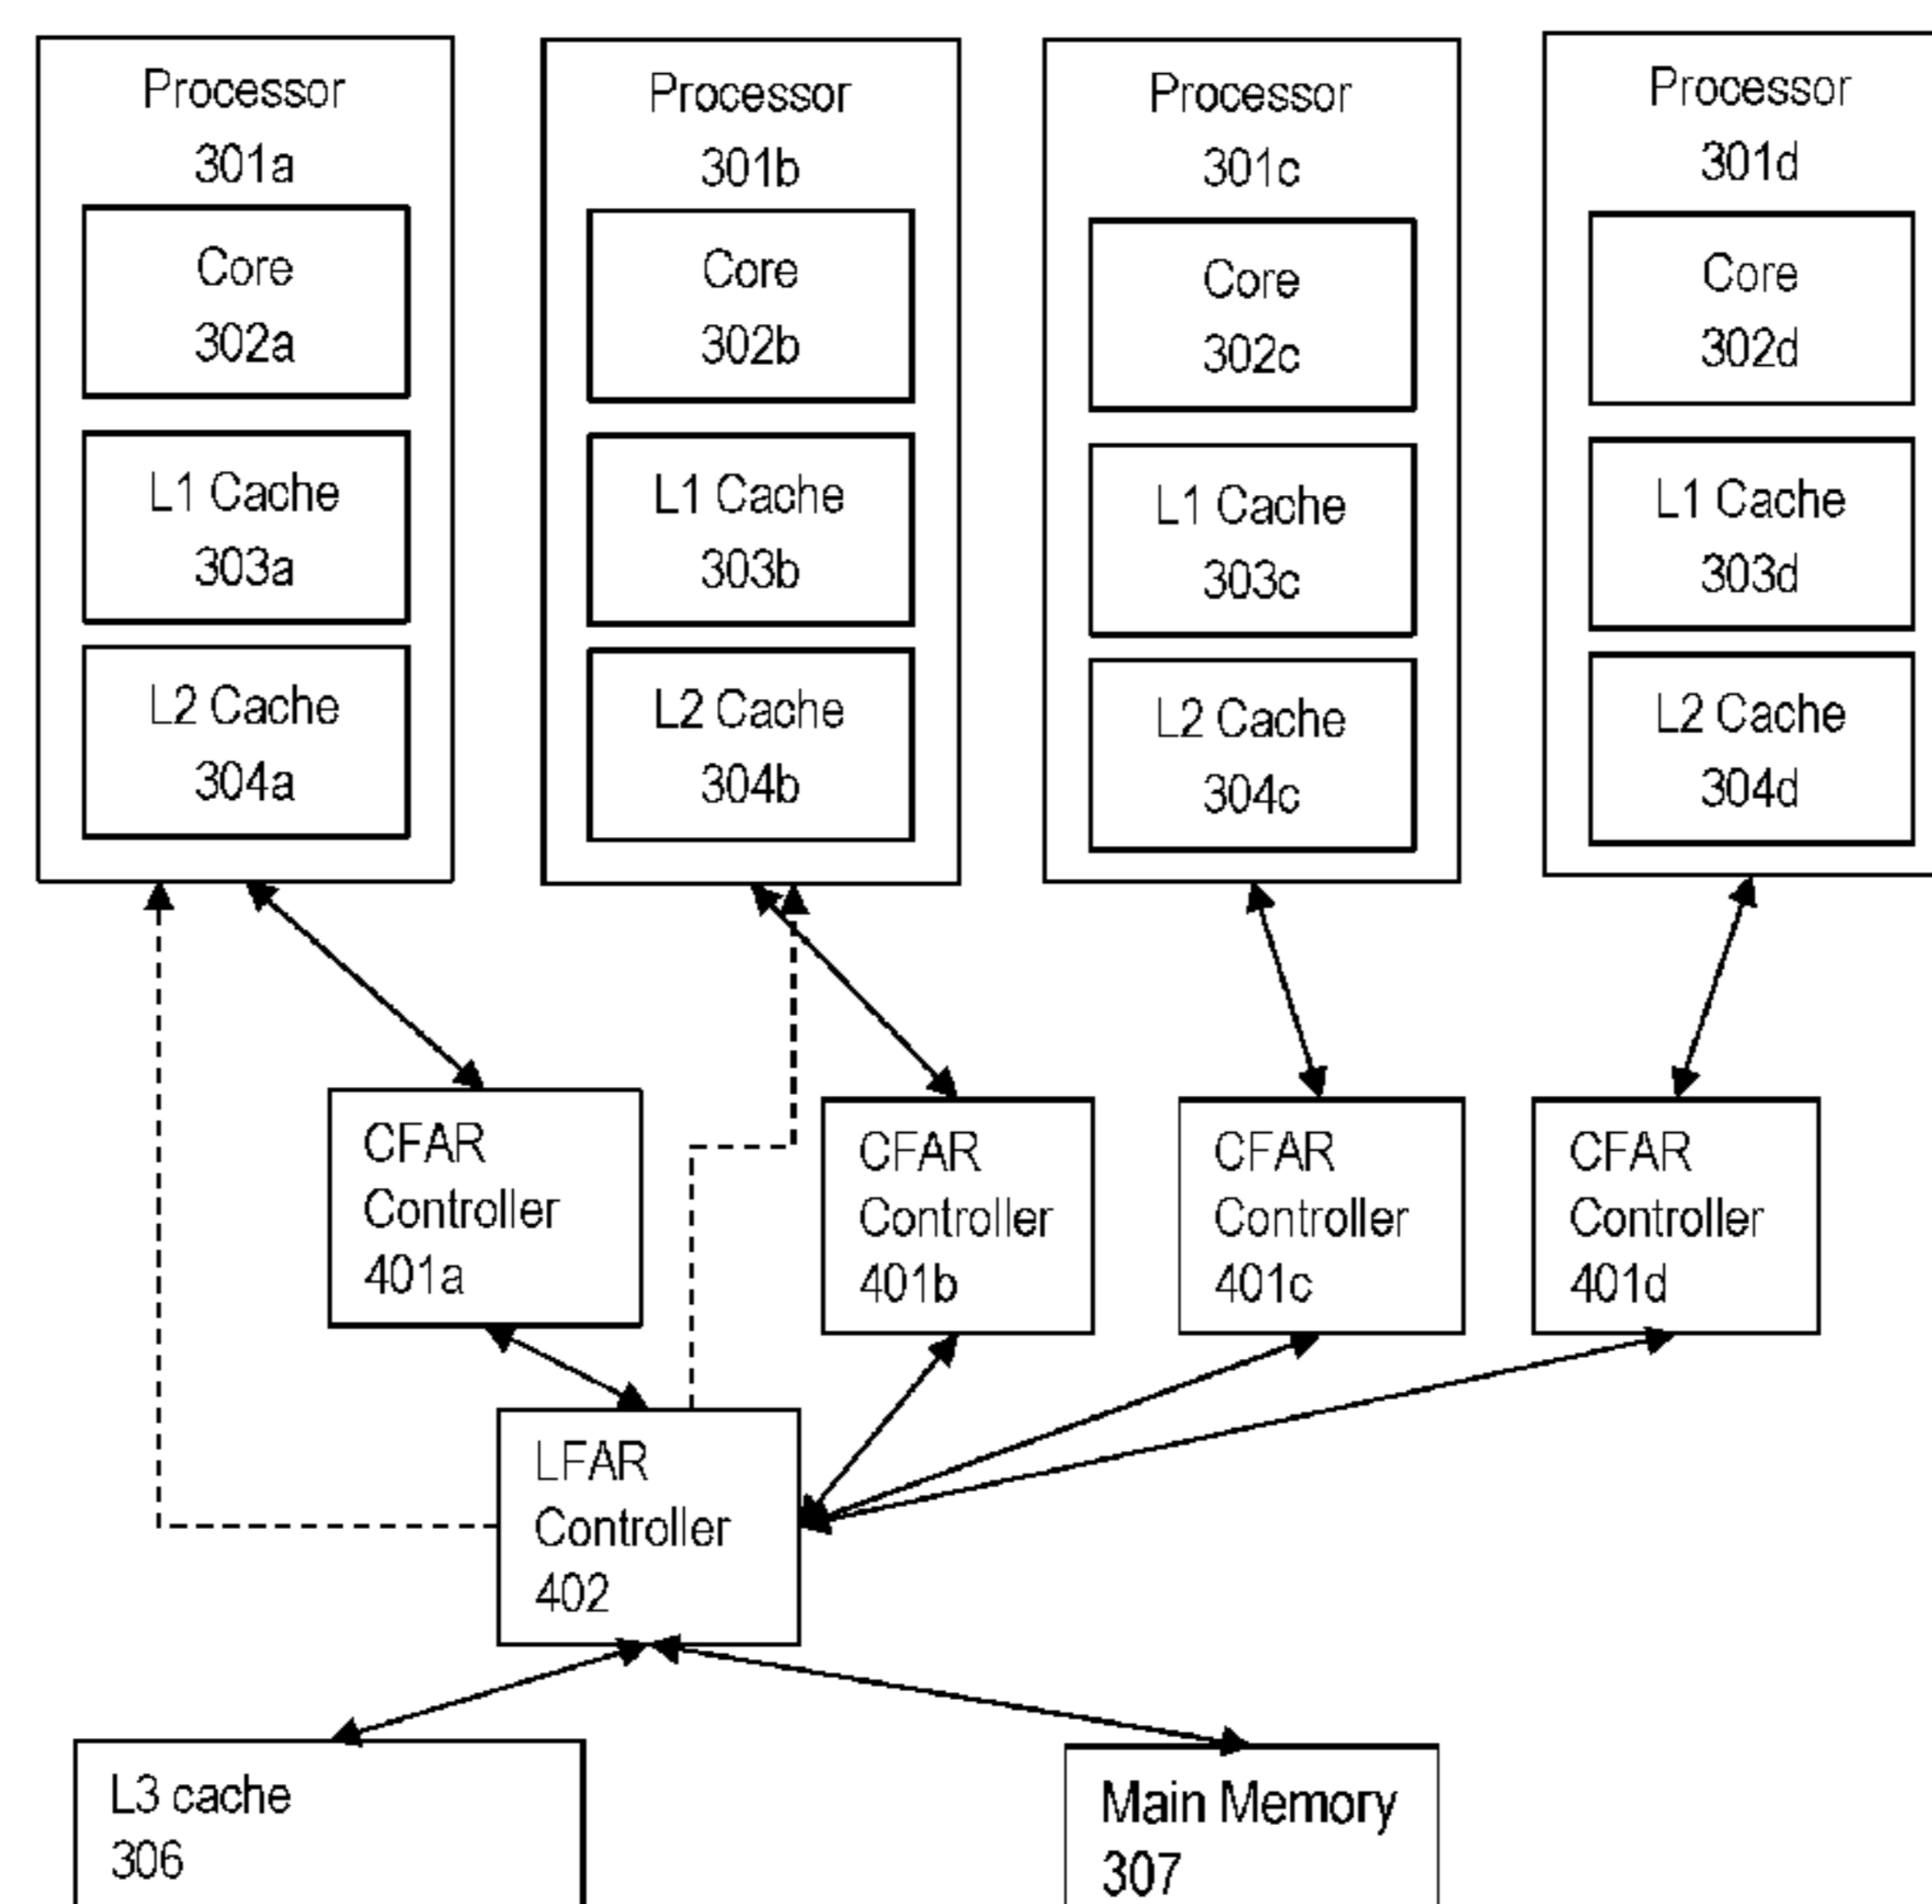 Processor
301a
Core
302a
L1 Cache
303a
L2 Cache
304a
Processor
301b
Core
302b
L1 Cache
303b
L2 Cache
304b
Processor
301c
Core
302c
L1 Cache
303c
L2 Cache
304c
Processor
301d
Core
302d
L1 Cache
303d
L2 Cache
304d
CFAR
Controller
401a
CFAR
Controller
401b
CFAR
Controller
401c
CFAR
Controller
401d
LFAR
Controller
402
L3 cache
306
Main Memory
307